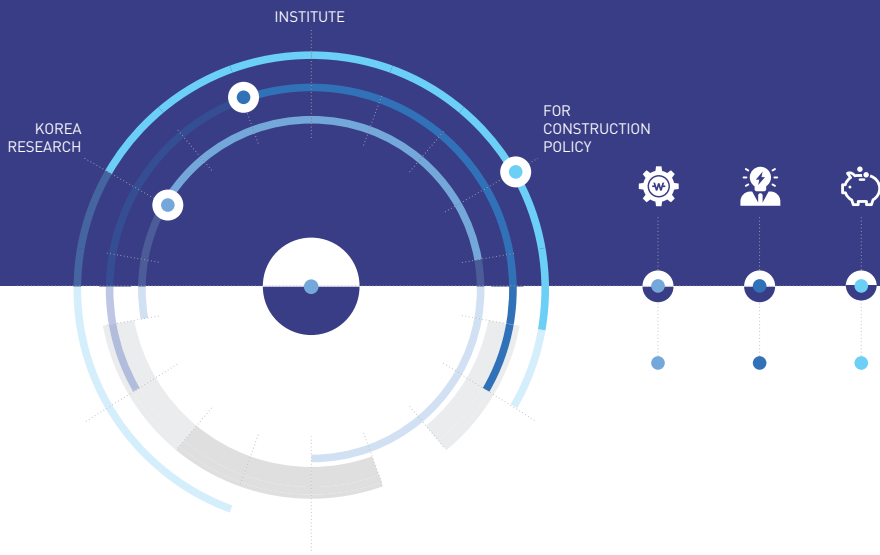 INSTITUTE
KOREA
RESEARCH
FOR
CONSTRUCTION
POLICY